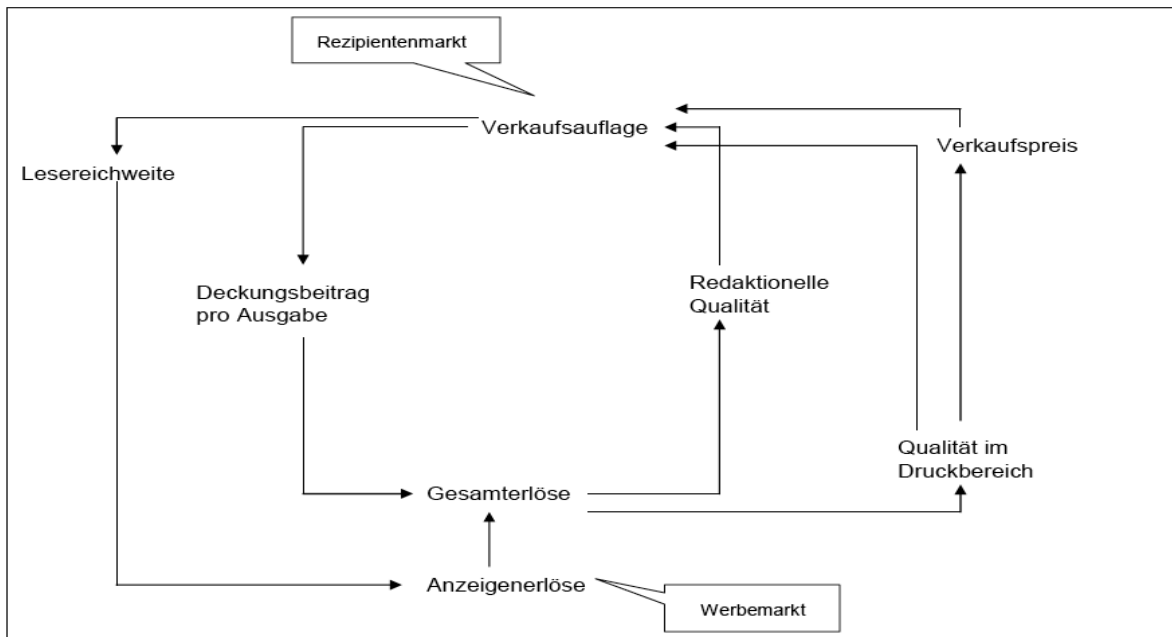 Rezipientenmarkt
Verkaufsauflage
Verkaufspreis
Lesereichweite
Deckungsbeitrag
pro Ausgabe
Redaktionelle
Qualität
Qualität im
Druckbereich
Gesamterlöse
Anzeigenerlöse
Werbemarkt